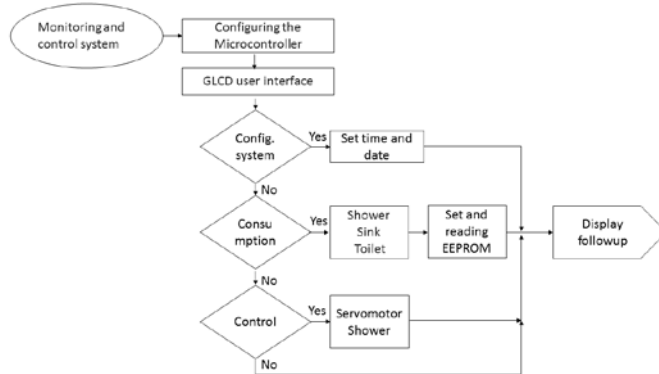 Monitoring and
control system
Configuring the
Microcontroller
GLCD user interface
Config.
system
Yes
Set time and
date
No
Consu
mption
Yes
Shower
Sink
Toilet
Set and
reading
EEPROM
Display
followup
No
Control
Yes
Servomotor
Shower
No